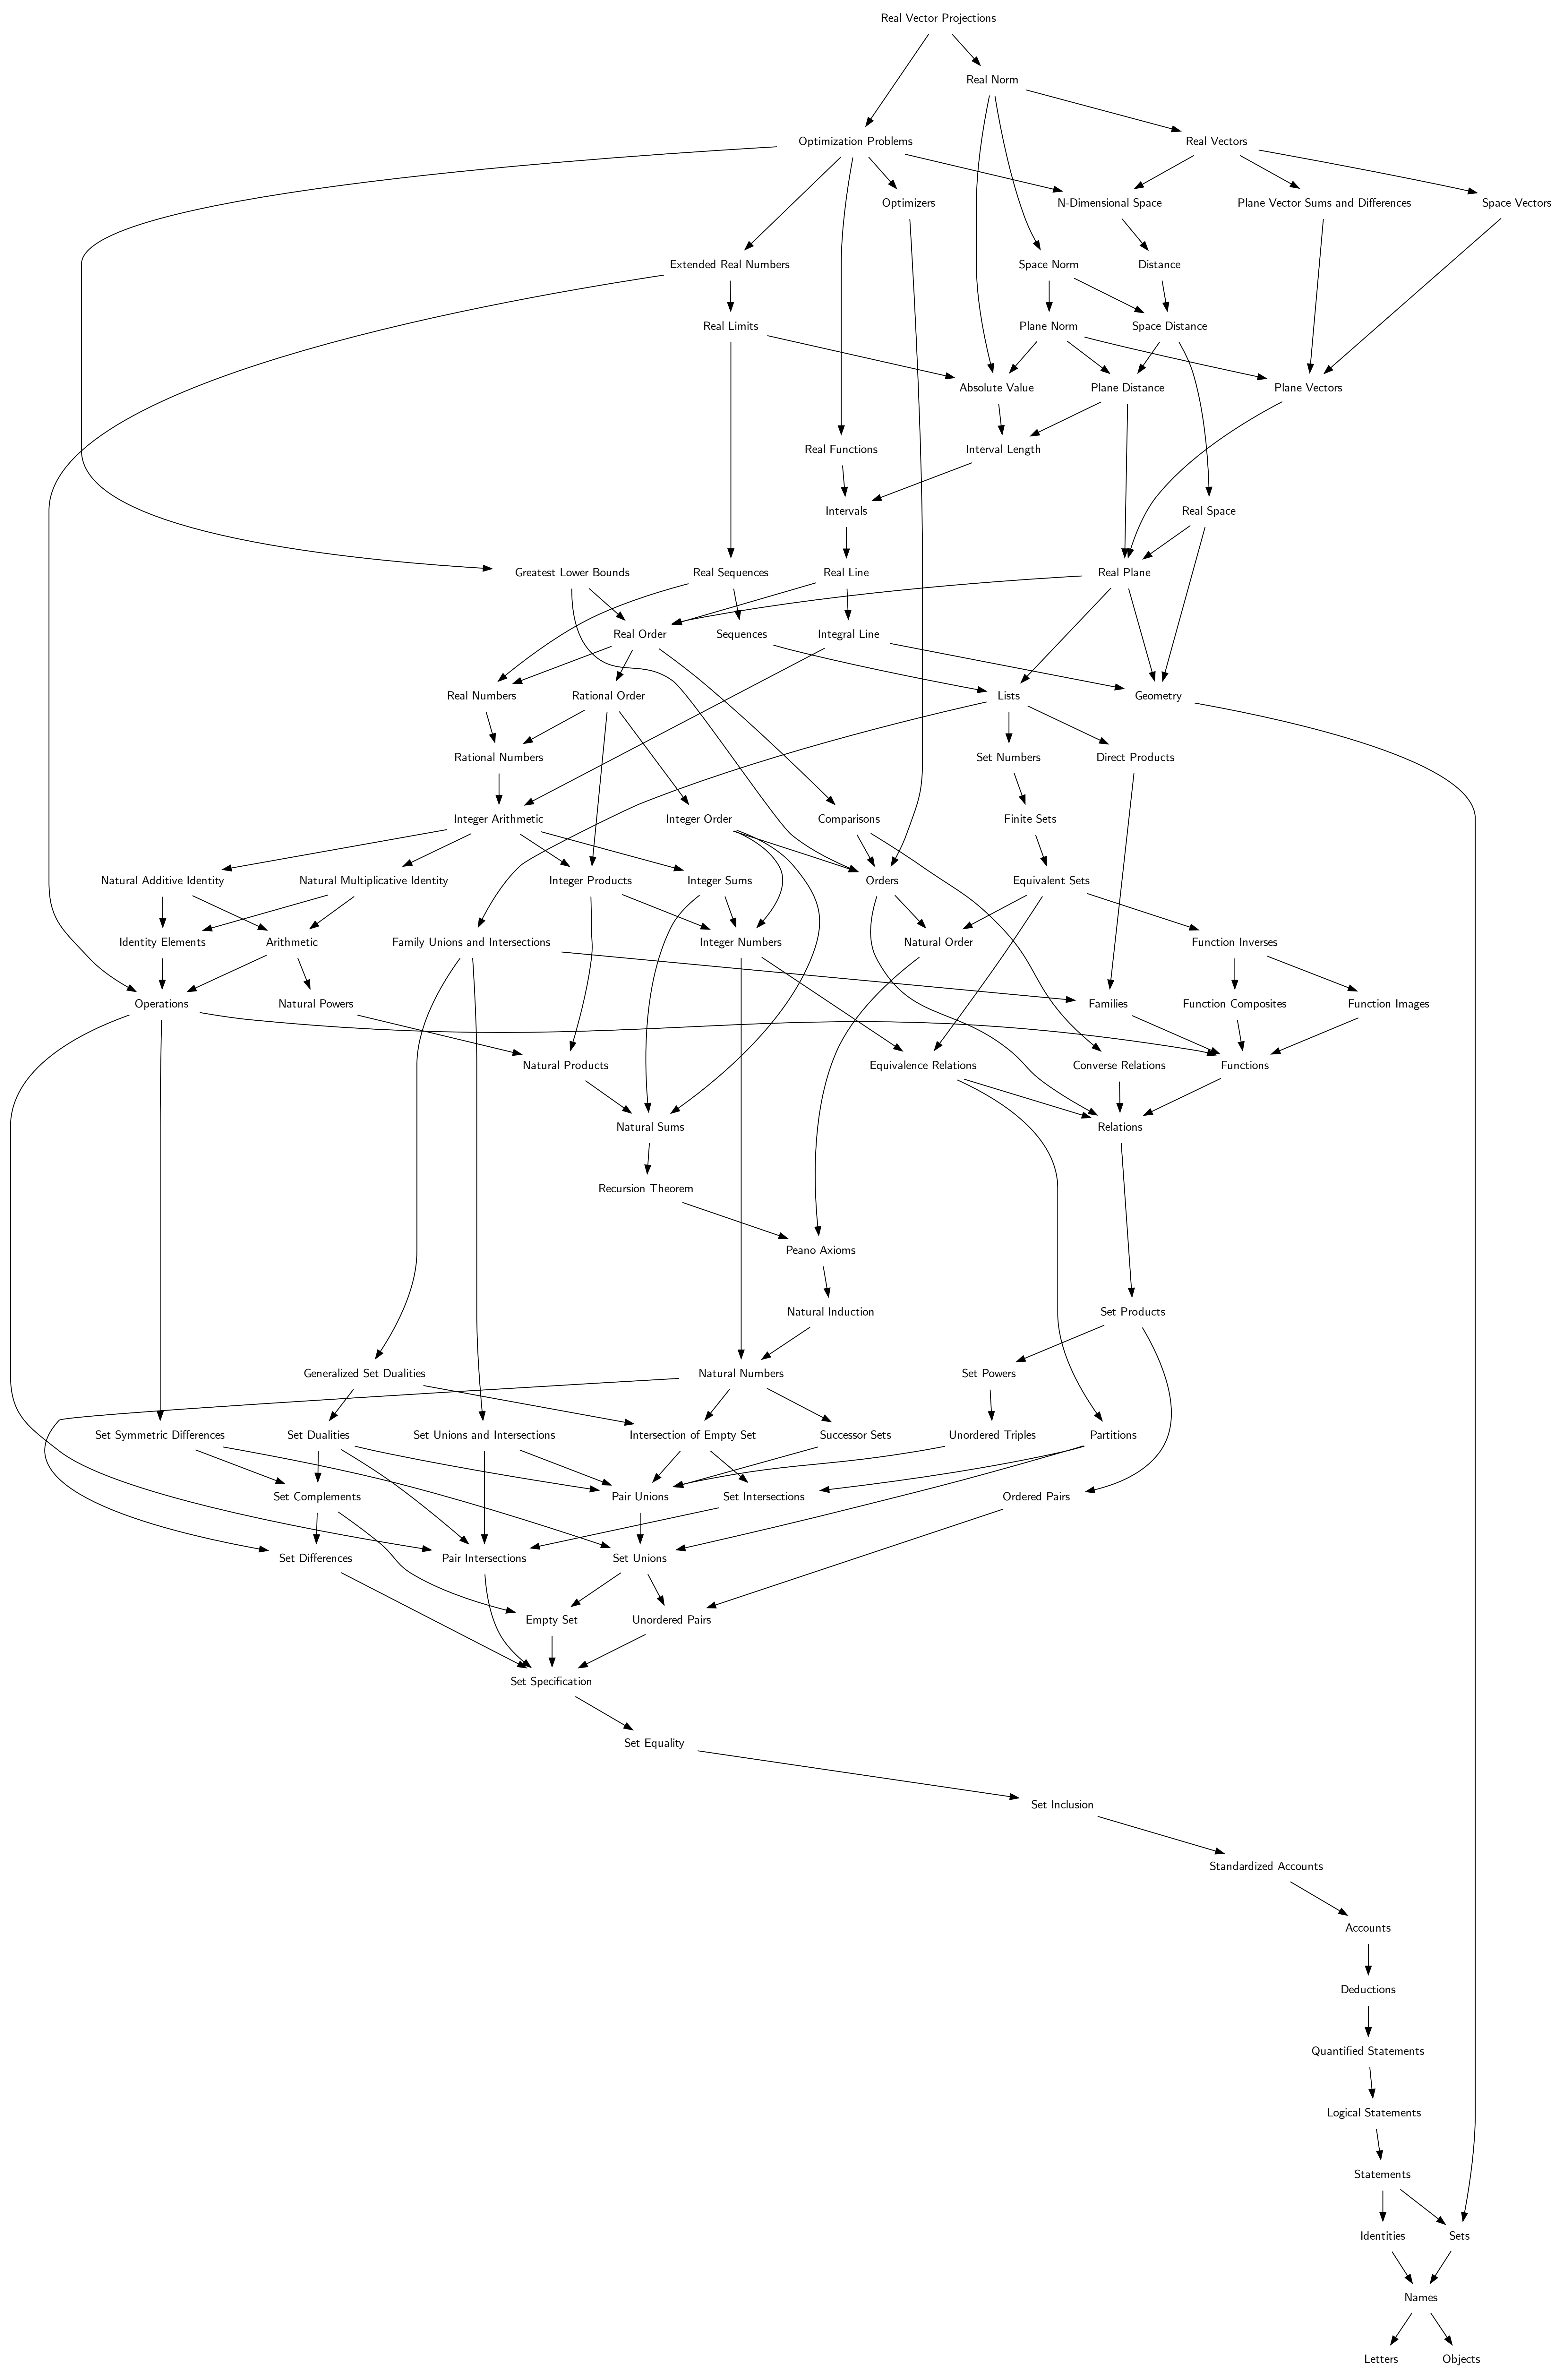 Real Vector Projections
Real Norm
Optimization Problems
Real Vectors
Optimizers
N-Dimensional Space
Plane Vector Sums and Differences
Space Vectors
Extended Real Numbers
Space Norm
Distance
Real Limits
Plane Norm
Space Distance
Absolute Value
Plane Distance
Plane Vectors
Real Functions
Interval Length
Intervals
Real Space
Greatest Lower Bounds
Real Sequences
Real Line
Real Plane
Real Order
Sequences
Integral Line
Real Numbers
Rational Order
Lists
Geometry
Rational Numbers
Set Numbers
Direct Products
Integer Arithmetic
Integer Order
Comparisons
Finite Sets
Natural Additive Identity
Natural Multiplicative Identity
Integer Products
Integer Sums
Orders
Equivalent Sets
Identity Elements
Arithmetic
Family Unions and Intersections
Integer Numbers
Natural Order
Function Inverses
Operations
Natural Powers
Families
Function Composites
Function Images
Natural Products
Equivalence Relations
Converse Relations
Functions
Natural Sums
Relations
Recursion Theorem
Peano Axioms
Natural Induction
Set Products
Generalized Set Dualities
Natural Numbers
Set Powers
Set Symmetric Differences
Set Dualities
Set Unions and Intersections
Intersection of Empty Set
Successor Sets
Unordered Triples
Partitions
Set Complements
Pair Unions
Set Intersections
Ordered Pairs
Set Differences
Pair Intersections
Set Unions
Empty Set
Unordered Pairs
Set Specification
Set Equality
Set Inclusion
Standardized Accounts
Accounts
Deductions
Quantified Statements
Logical Statements
Statements
Identities
Sets
Names
Letters
Objects